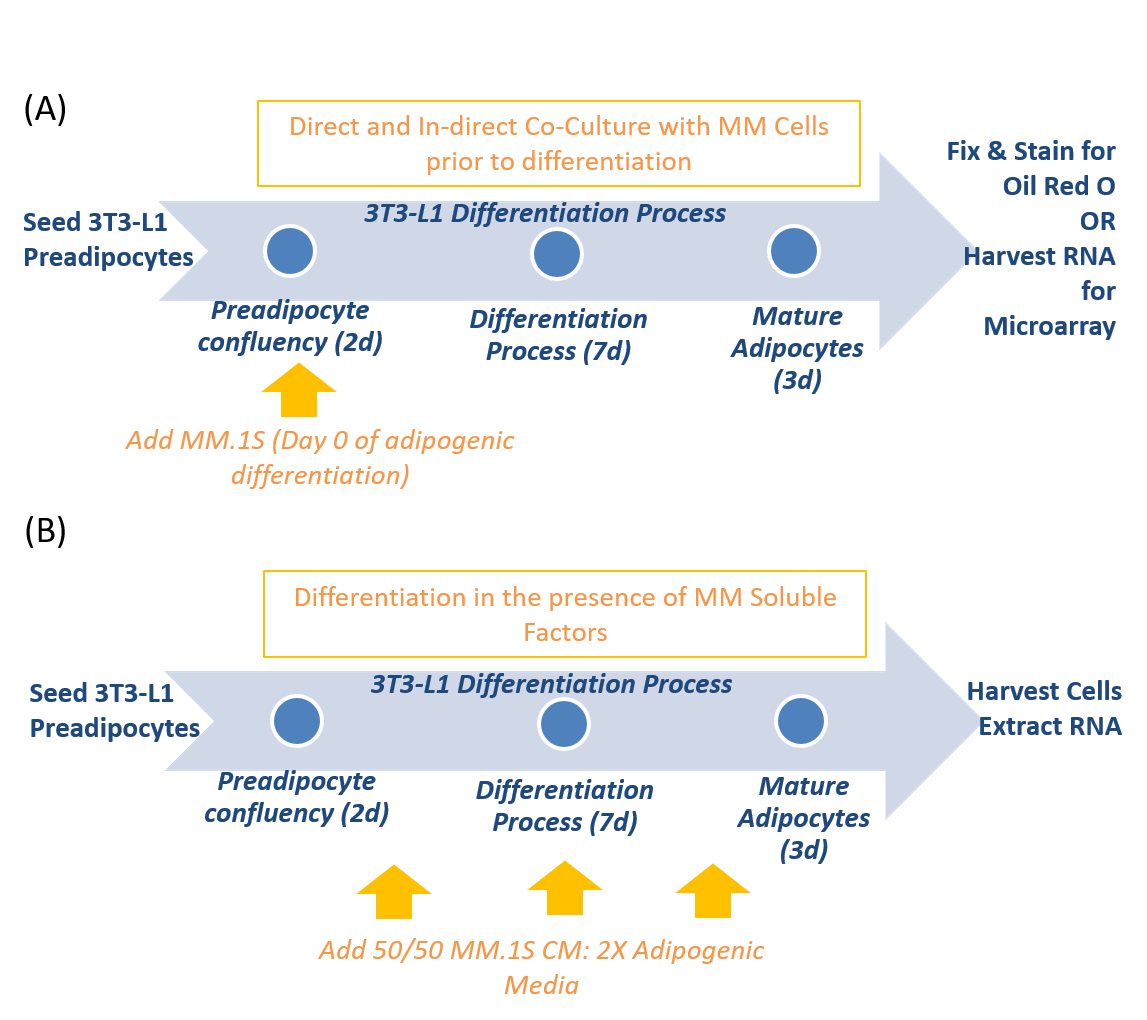 (A)
Direct and In-direct Co-Culture with MM Cells
prior to differentiation
Seed 3T3-L1
Preadipocytes
3T3-L1 Differentiation Process
Preadipocyte
confluency (2d)
Differentiation
Process (7d)
Mature
Adipocytes
(3d)
Fix & Stain for
Oil Red O
OR
Harvest RNA
for
Microarray
Add MM.1S (Day 0 of adipogenic
differentiation)
(B)
Differentiation in the presence of MM Soluble
Factors
Seed 3T3-L1
Preadipocytes
3T3-L1 Differentiation Process
Preadipocyte
confluency (2d)
Differentiation
Process (7d)
Mature
Adipocytes
(3d)
Harvest Cells
Extract RNA
Add 50/50 MM.1S CM: 2X Adipogenic
Media